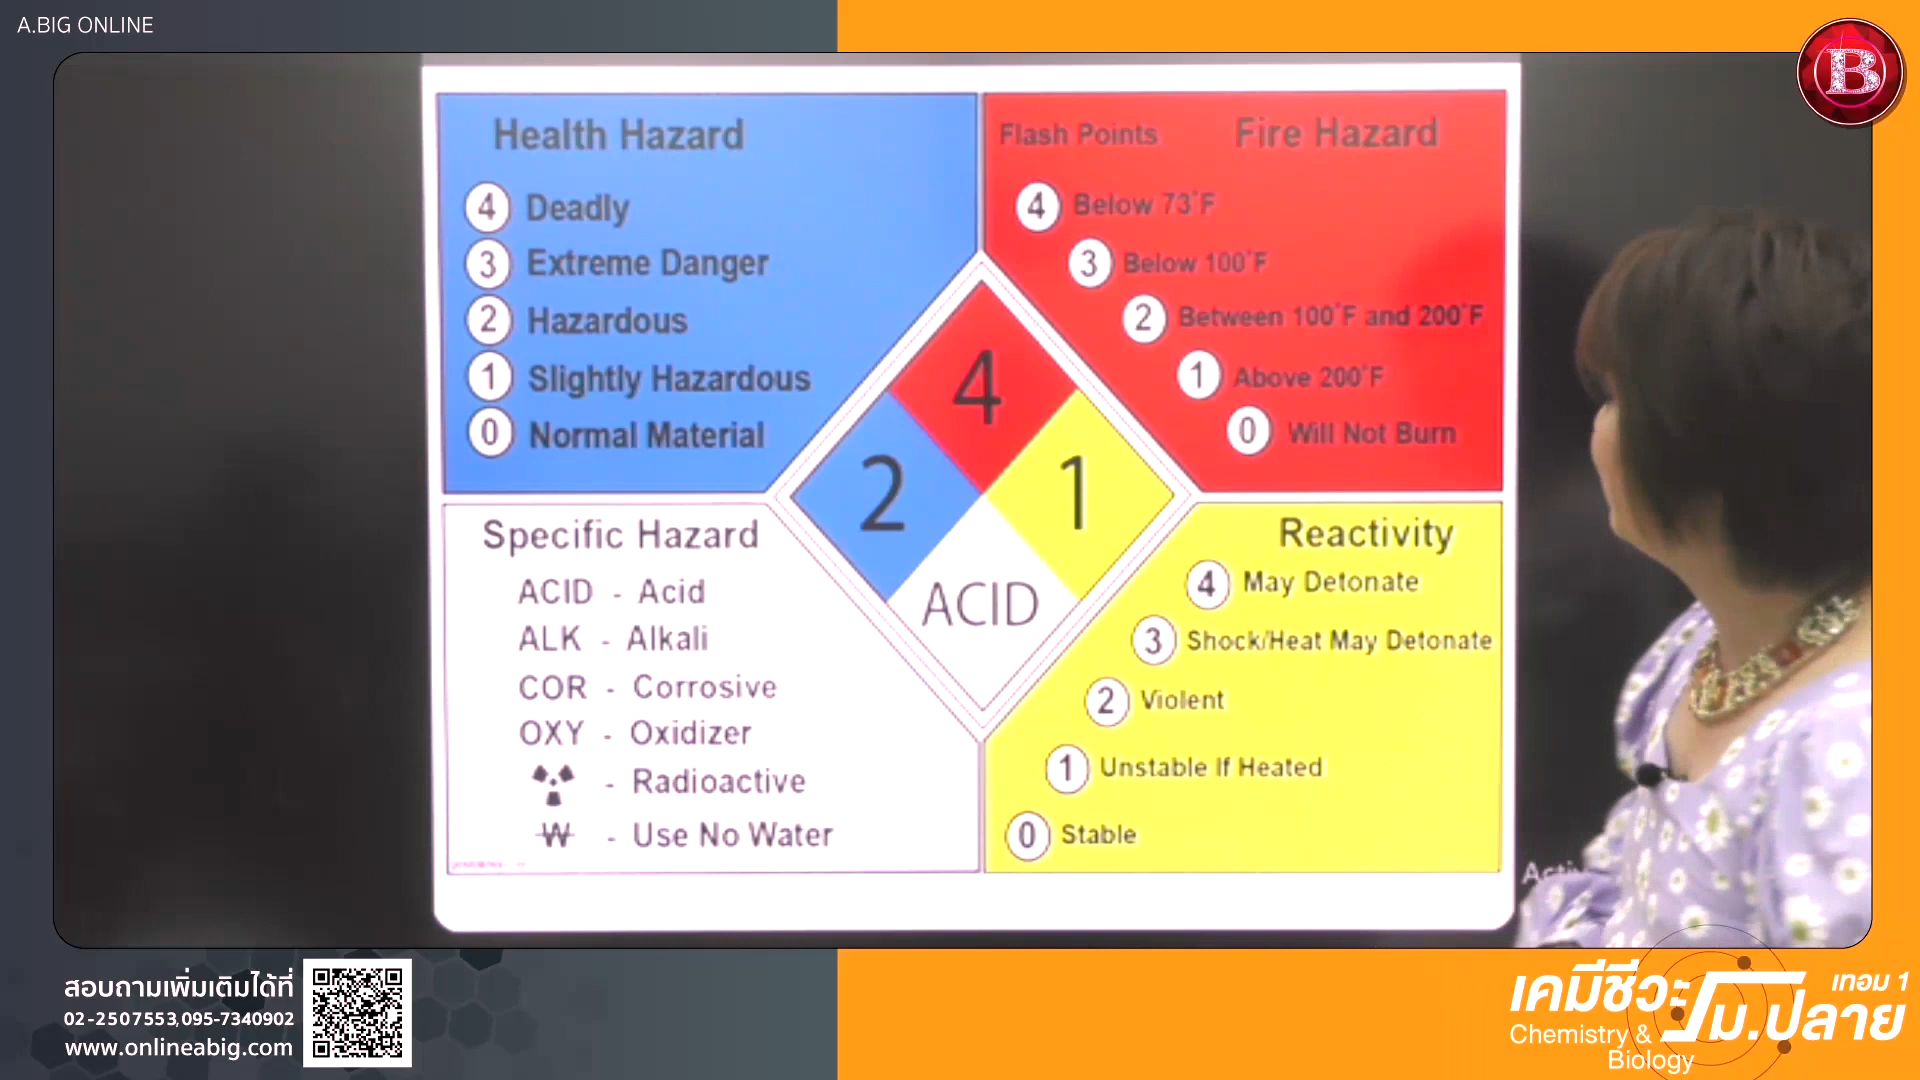 A.BIG ONLINE
B
Health Hazard
4 Deadly
3 Extreme Danger
2 Hazardous
1 Slightly Hazardous
0 Normal Material
Flash Points Fire Hazard
4 Below 73°F
3 Below 100°F
2 Between 100°F and 200°F
1 Above 200°F
0 Will Not Burn
4
2
1
ACID
Specific Hazard
ACID - Acid
ALK - Alkali
COR - Corrosive
OXY - Oxidizer
- Radioactive
W - Use No Water
Reactivity
4 May Detonate
3 Shock/Heat May Detonate
2 Violent
1 Unstable If Heated
0 Stable
สอบถามเพิ่มเติมได้ที่
02-2507553,095-7340902
www.onlineabig.com
เคมีชีวะ ม.ปลาย เทอม 1
Chemistry &
Biology